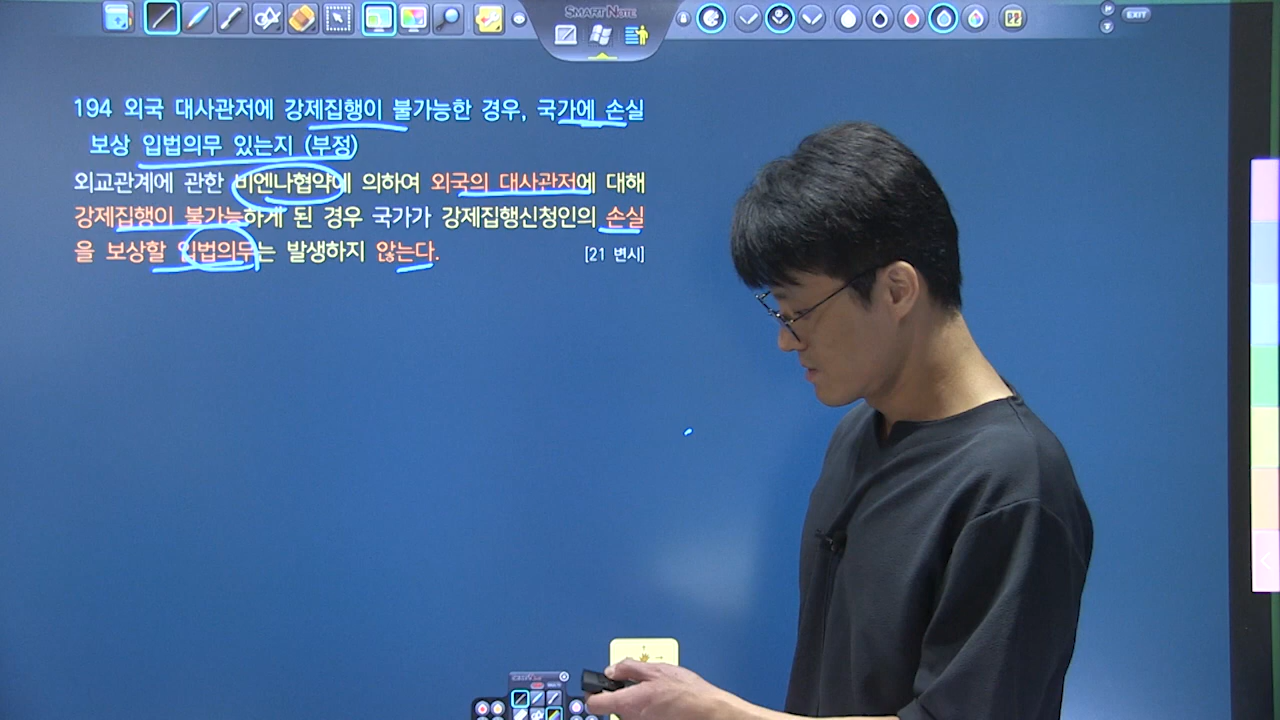 SMART NOTE
EXIT
194 외국 대사관저에 강제집행이 불가능한 경우, 국가에 손실
보상 입법의무 있는지 (부정)
외교관계에 관한 비엔나협약에 의하여 외국의 대사관저에 대해
강제집행이 불가능하게 된 경우 국가가 강제집행신청인의 손실
을 보상할 입법의무는 발생하지 않는다.
[21 변시]